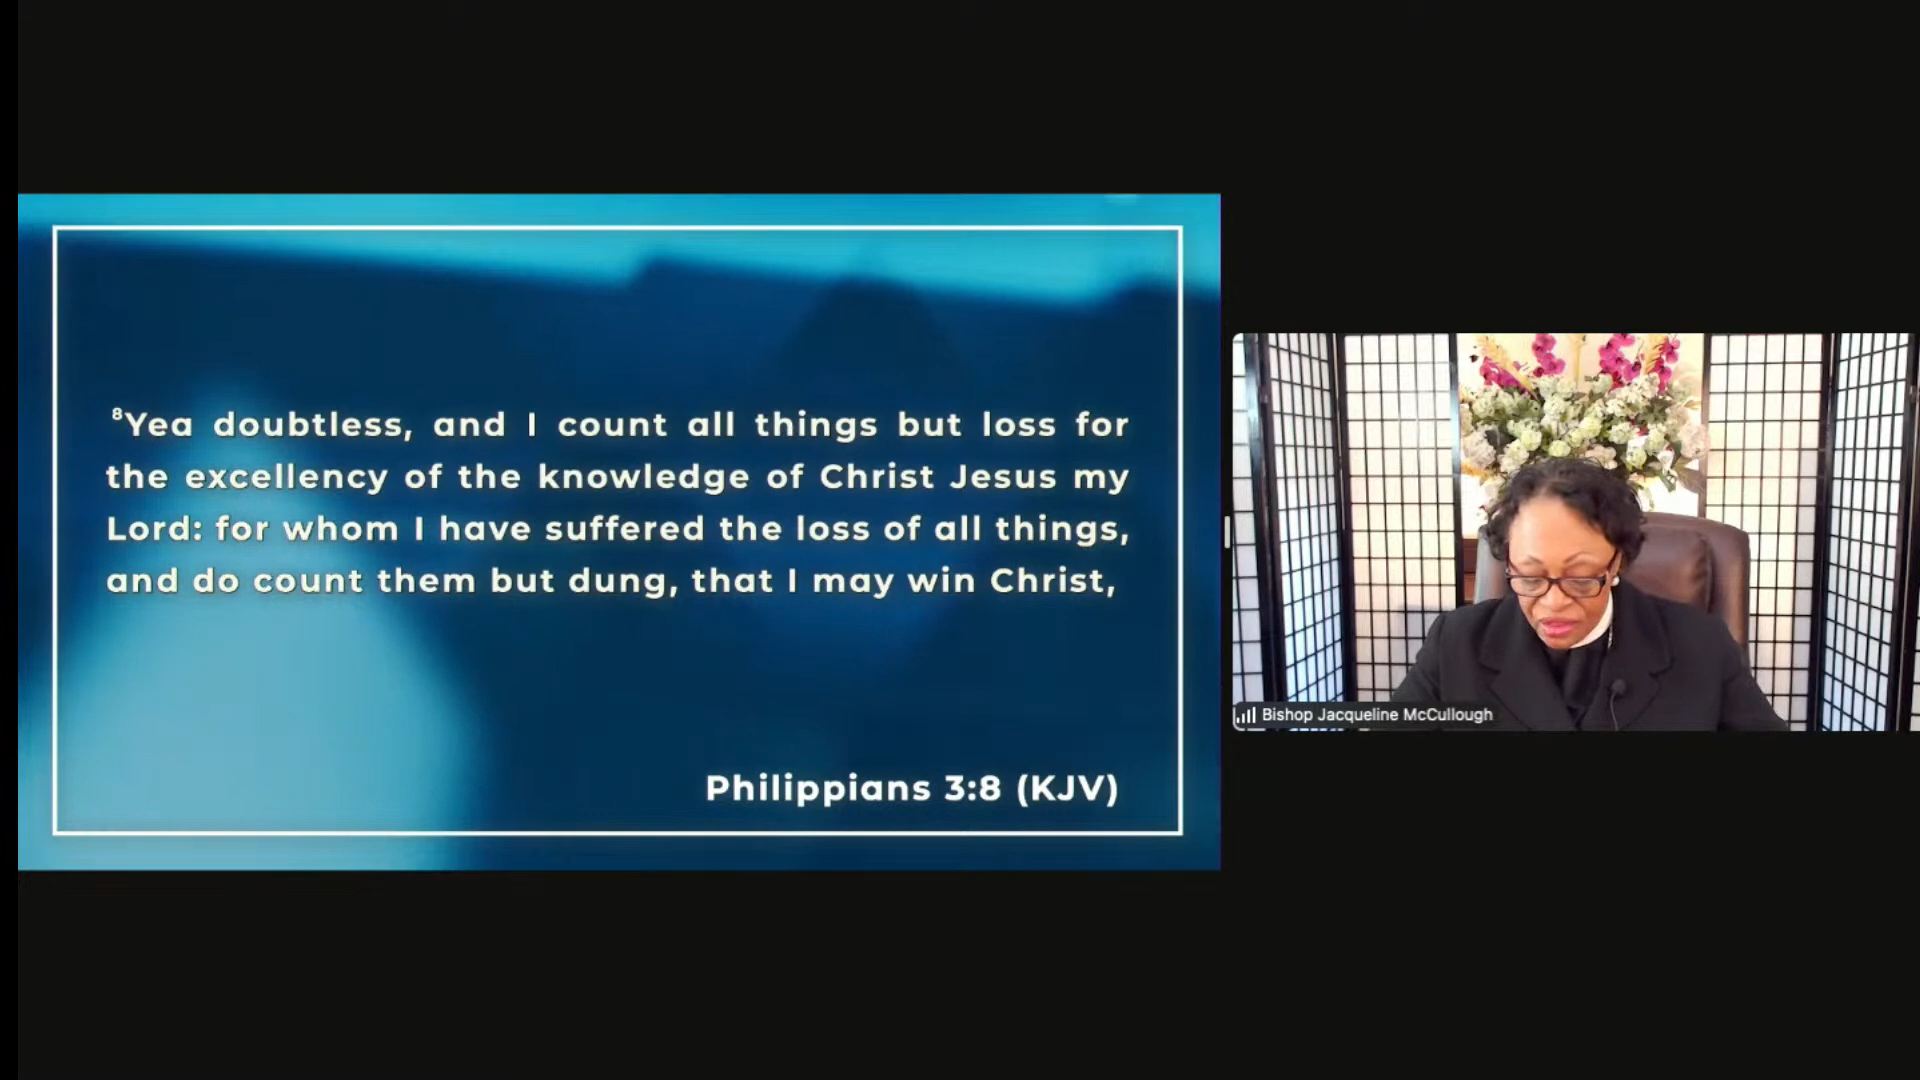 ⁸Yea doubtless, and I count all things but loss for
the excellency of the knowledge of Christ Jesus my
Lord: for whom I have suffered the loss of all things,
and do count them but dung, that I may win Christ,
Philippians 3:8 (KJV)
Bishop Jacqueline McCullough